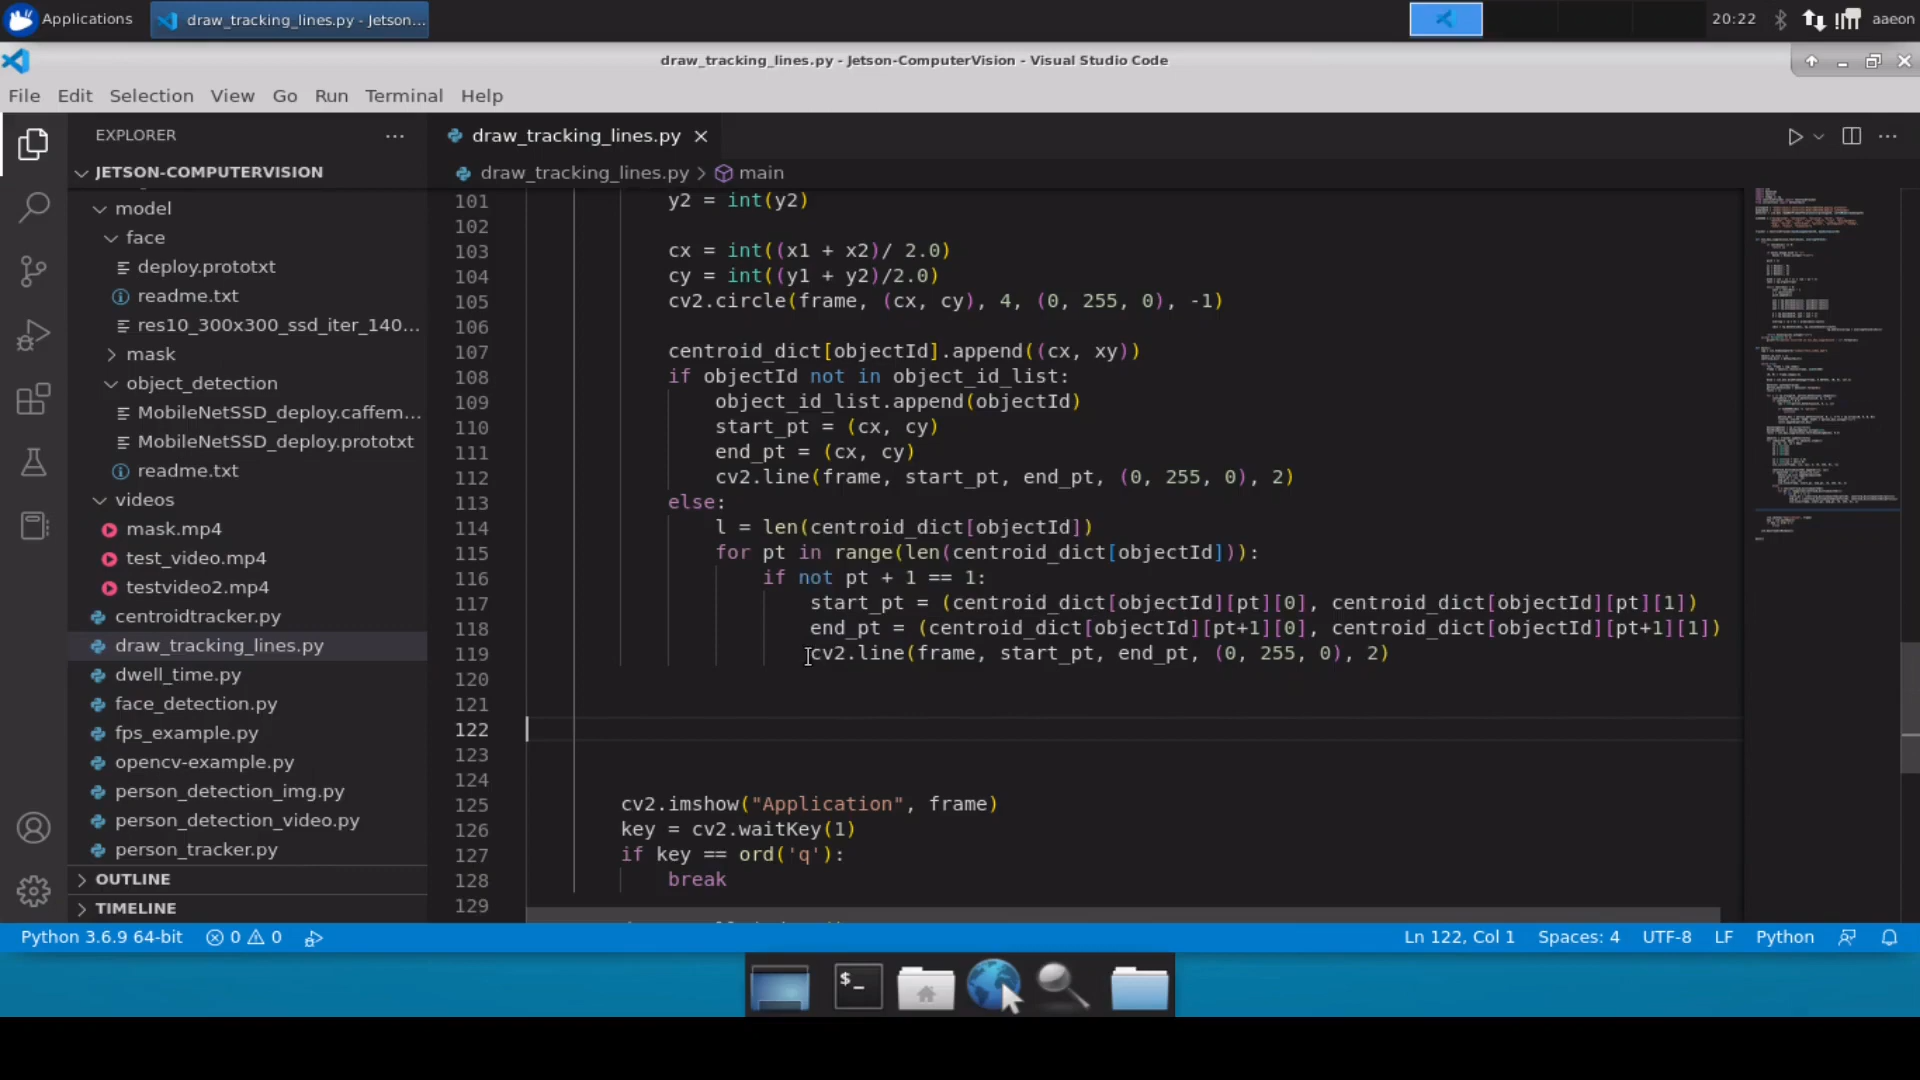 Applications
draw_tracking_lines.py - Jetson...
20:22
aaeon
draw_tracking_lines.py - Jetson-ComputerVision - Visual Studio Code
File Edit Selection View Go Run Terminal Help
EXPLORER
JETSON-COMPUTERVISION
model
face
deploy.prototxt
readme.txt
res10_300x300_ssd_iter_140...
mask
object_detection
MobileNetSSD_deploy.caffem...
MobileNetSSD_deploy.prototxt
readme.txt
videos
mask.mp4
test_video.mp4
testvideo2.mp4
centroidtracker.py
draw_tracking_lines.py
dwell_time.py
face_detection.py
fps_example.py
opencv-example.py
person_detection_img.py
person_detection_video.py
person_tracker.py
OUTLINE
TIMELINE
draw_tracking_lines.py
draw_tracking_lines.py > main
101 y2 = int(y2)
102
103 cx = int((x1 + x2)/ 2.0)
104 cy = int((y1 + y2)/2.0)
105 cv2.circle(frame, (cx, cy), 4, (0, 255, 0), -1)
106
107 centroid_dict[objectId].append((cx, xy))
108 if objectId not in object_id_list:
109 object_id_list.append(objectId)
110 start_pt = (cx, cy)
111 end_pt = (cx, cy)
112 cv2.line(frame, start_pt, end_pt, (0, 255, 0), 2)
113 else:
114 l = len(centroid_dict[objectId])
115 for pt in range(len(centroid_dict[objectId])):
116 if not pt + 1 == 1:
117 start_pt = (centroid_dict[objectId][pt][0], centroid_dict[objectId][pt][1])
118 end_pt = (centroid_dict[objectId][pt+1][0], centroid_dict[objectId][pt+1][1])
119 cv2.line(frame, start_pt, end_pt, (0, 255, 0), 2)
120
121
122
123
124
125 cv2.imshow("Application", frame)
126 key = cv2.waitKey(1)
127 if key == ord('q'):
128 break
129
Python 3.6.9 64-bit 0 0
Ln 122, Col 1 Spaces: 4 UTF-8 LF Python